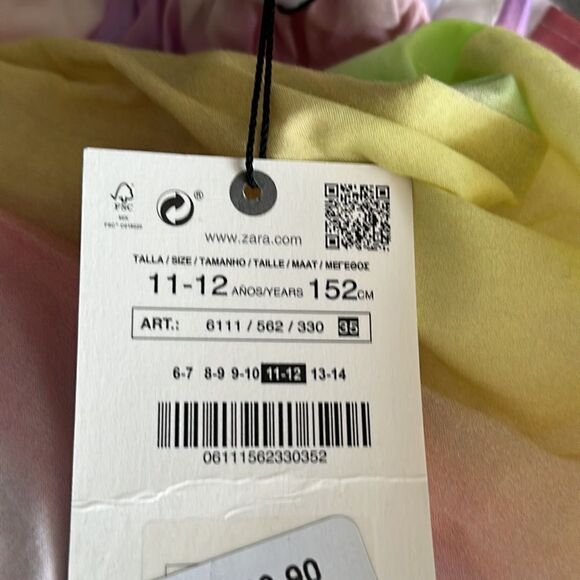 FSC
®
www.zara.com
TALLA / SIZE / TAMANHO / TAILLE / MAAT / ΜΕΓΕΘΟΣ
11-12 AÑOS/YEARS 152CM
ART.: 6111 / 562 / 330 35
6-7 8-9 9-10 11-12 13-14
06111562330352